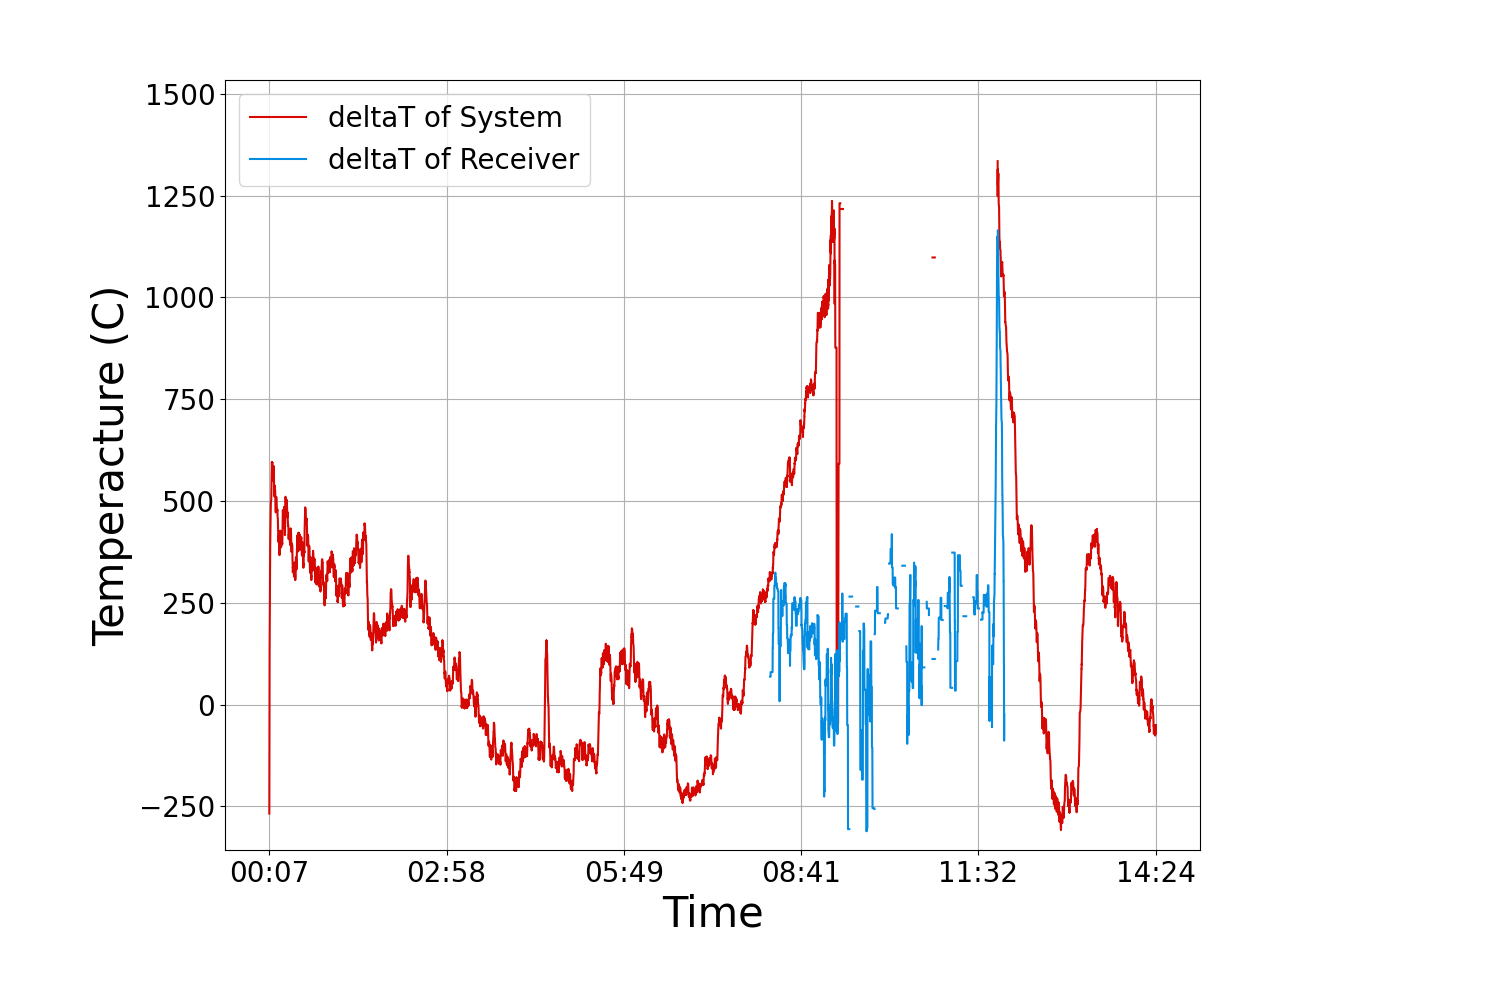 1500
1250
1000
750
500
250
0
−250
Temperacture (C)
deltaT of System
deltaT of Receiver
00:07 02:58 05:49 08:41 11:32 14:24
Time